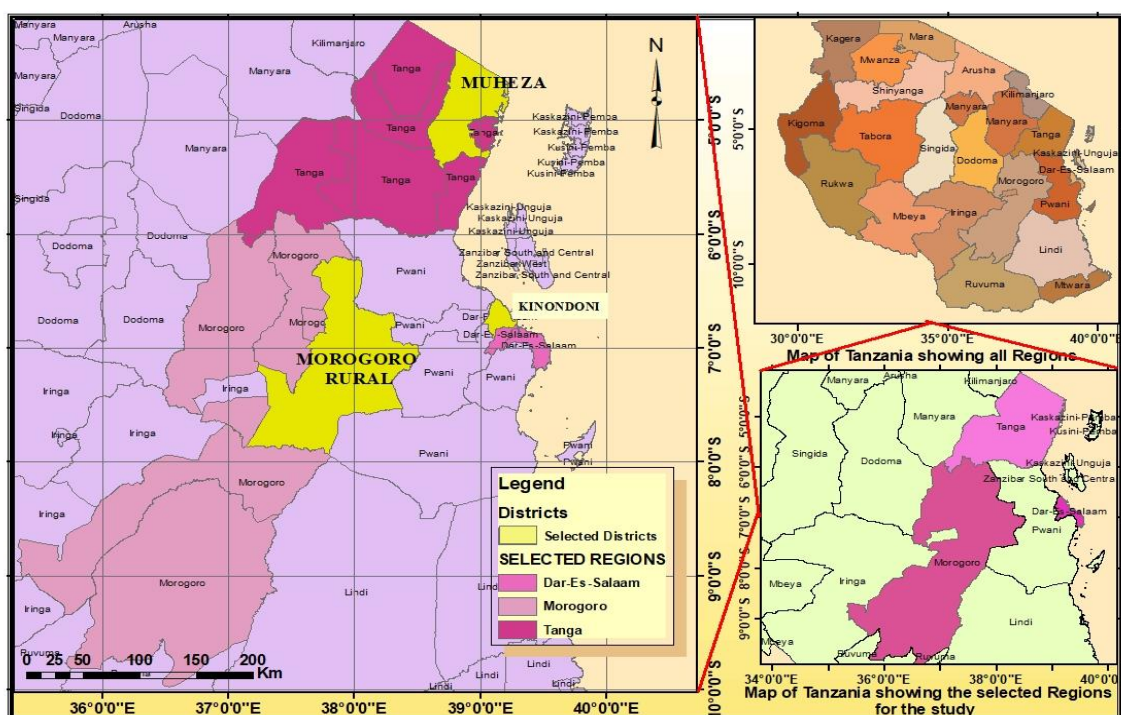 Manyara
Arusha
Manyara
Manyara
Kilimanjaro
Manyara
Singida
Dodoma
Manyara
Singida
Dodoma
Dodoma
Dodoma
Dodoma
Iringa
Iringa
Iringa
Iringa
Iringa
Ruvuma
Tanga
MUHEZA
Tanga
Tanga
Tanga
Tanga
Tanga
N
Kaskazini-Pemba
Kaskazini-Pemba
Kusini-Pemba
Kusini-Pemba
Kusini-Pemba
Kaskazini-Unguja
Kaskazini-Unguja
Kaskazini-Unguja
Zanzibar South and Central
Zanzibar West
Zanzibar South and Central
Morogoro
Pwani
KINONDONI
Morogoro
Pwani
Dar-Es-Salaam
Dar-Es-Salaam
MOROGORO
RURAL
Pwani
Pwani
Pwani
Pwani
Pwani
Morogoro
Morogoro
Lindi
Lindi
Lindi
Lindi
Lindi
Legend
Districts
Selected Districts
SELECTED REGIONS
Dar-Es-Salaam
Morogoro
Tanga
0 25 50 100 150 200
Km
36°0'0"E 37°0'0"E 38°0'0"E 39°0'0"E 40°0'0"E
5°0'0"S
6°0'0"S
7°0'0"S
8°0'0"S
9°0'0"S
10°0'0"S
Kagera
Mara
Mwanza
Arusha
Shinyanga
Kilimanjaro
Kigoma
Manyara
Manyara
Tabora
Singida
Tanga
Dodoma
Kaskazini-Unguja
Dar-Es-Salaam
Rukwa
Morogoro
Pwani
Mbeya
Iringa
Lindi
Ruvuma
Mtwara
5°0'0"S
10°0'0"S
30°0'0"E 35°0'0"E 40°0'0"E
Map of Tanzania showing all Regions
Manyara
Arusha
Kilimanjaro
Manyara
Tanga
Kaskazini-Pemba
Kusini-Pemba
Singida
Dodoma
Kaskazini-Unguja
Zanzibar South and Central
Dar-Es-Salaam
Pwani
Morogoro
Mbeya
Iringa
Lindi
Mbeya
Ruvuma
Ruvuma
5°0'0"S
6°0'0"S
7°0'0"S
8°0'0"S
9°0'0"S
34°0'0"E 36°0'0"E 38°0'0"E 40°0'0"E
Map of Tanzania showing the selected Regions
for the study